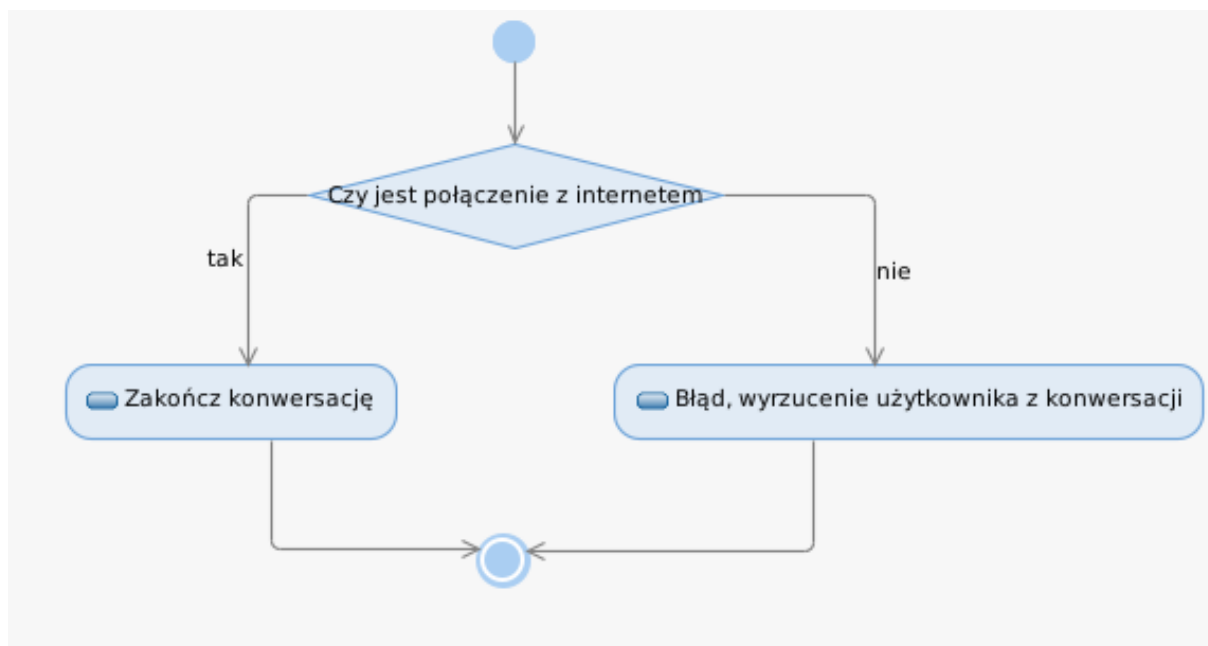 Czy jest połączenie z internetem
tak
nie
Zakończ konwersację
Błąd, wyrzucenie użytkownika z konwersacji